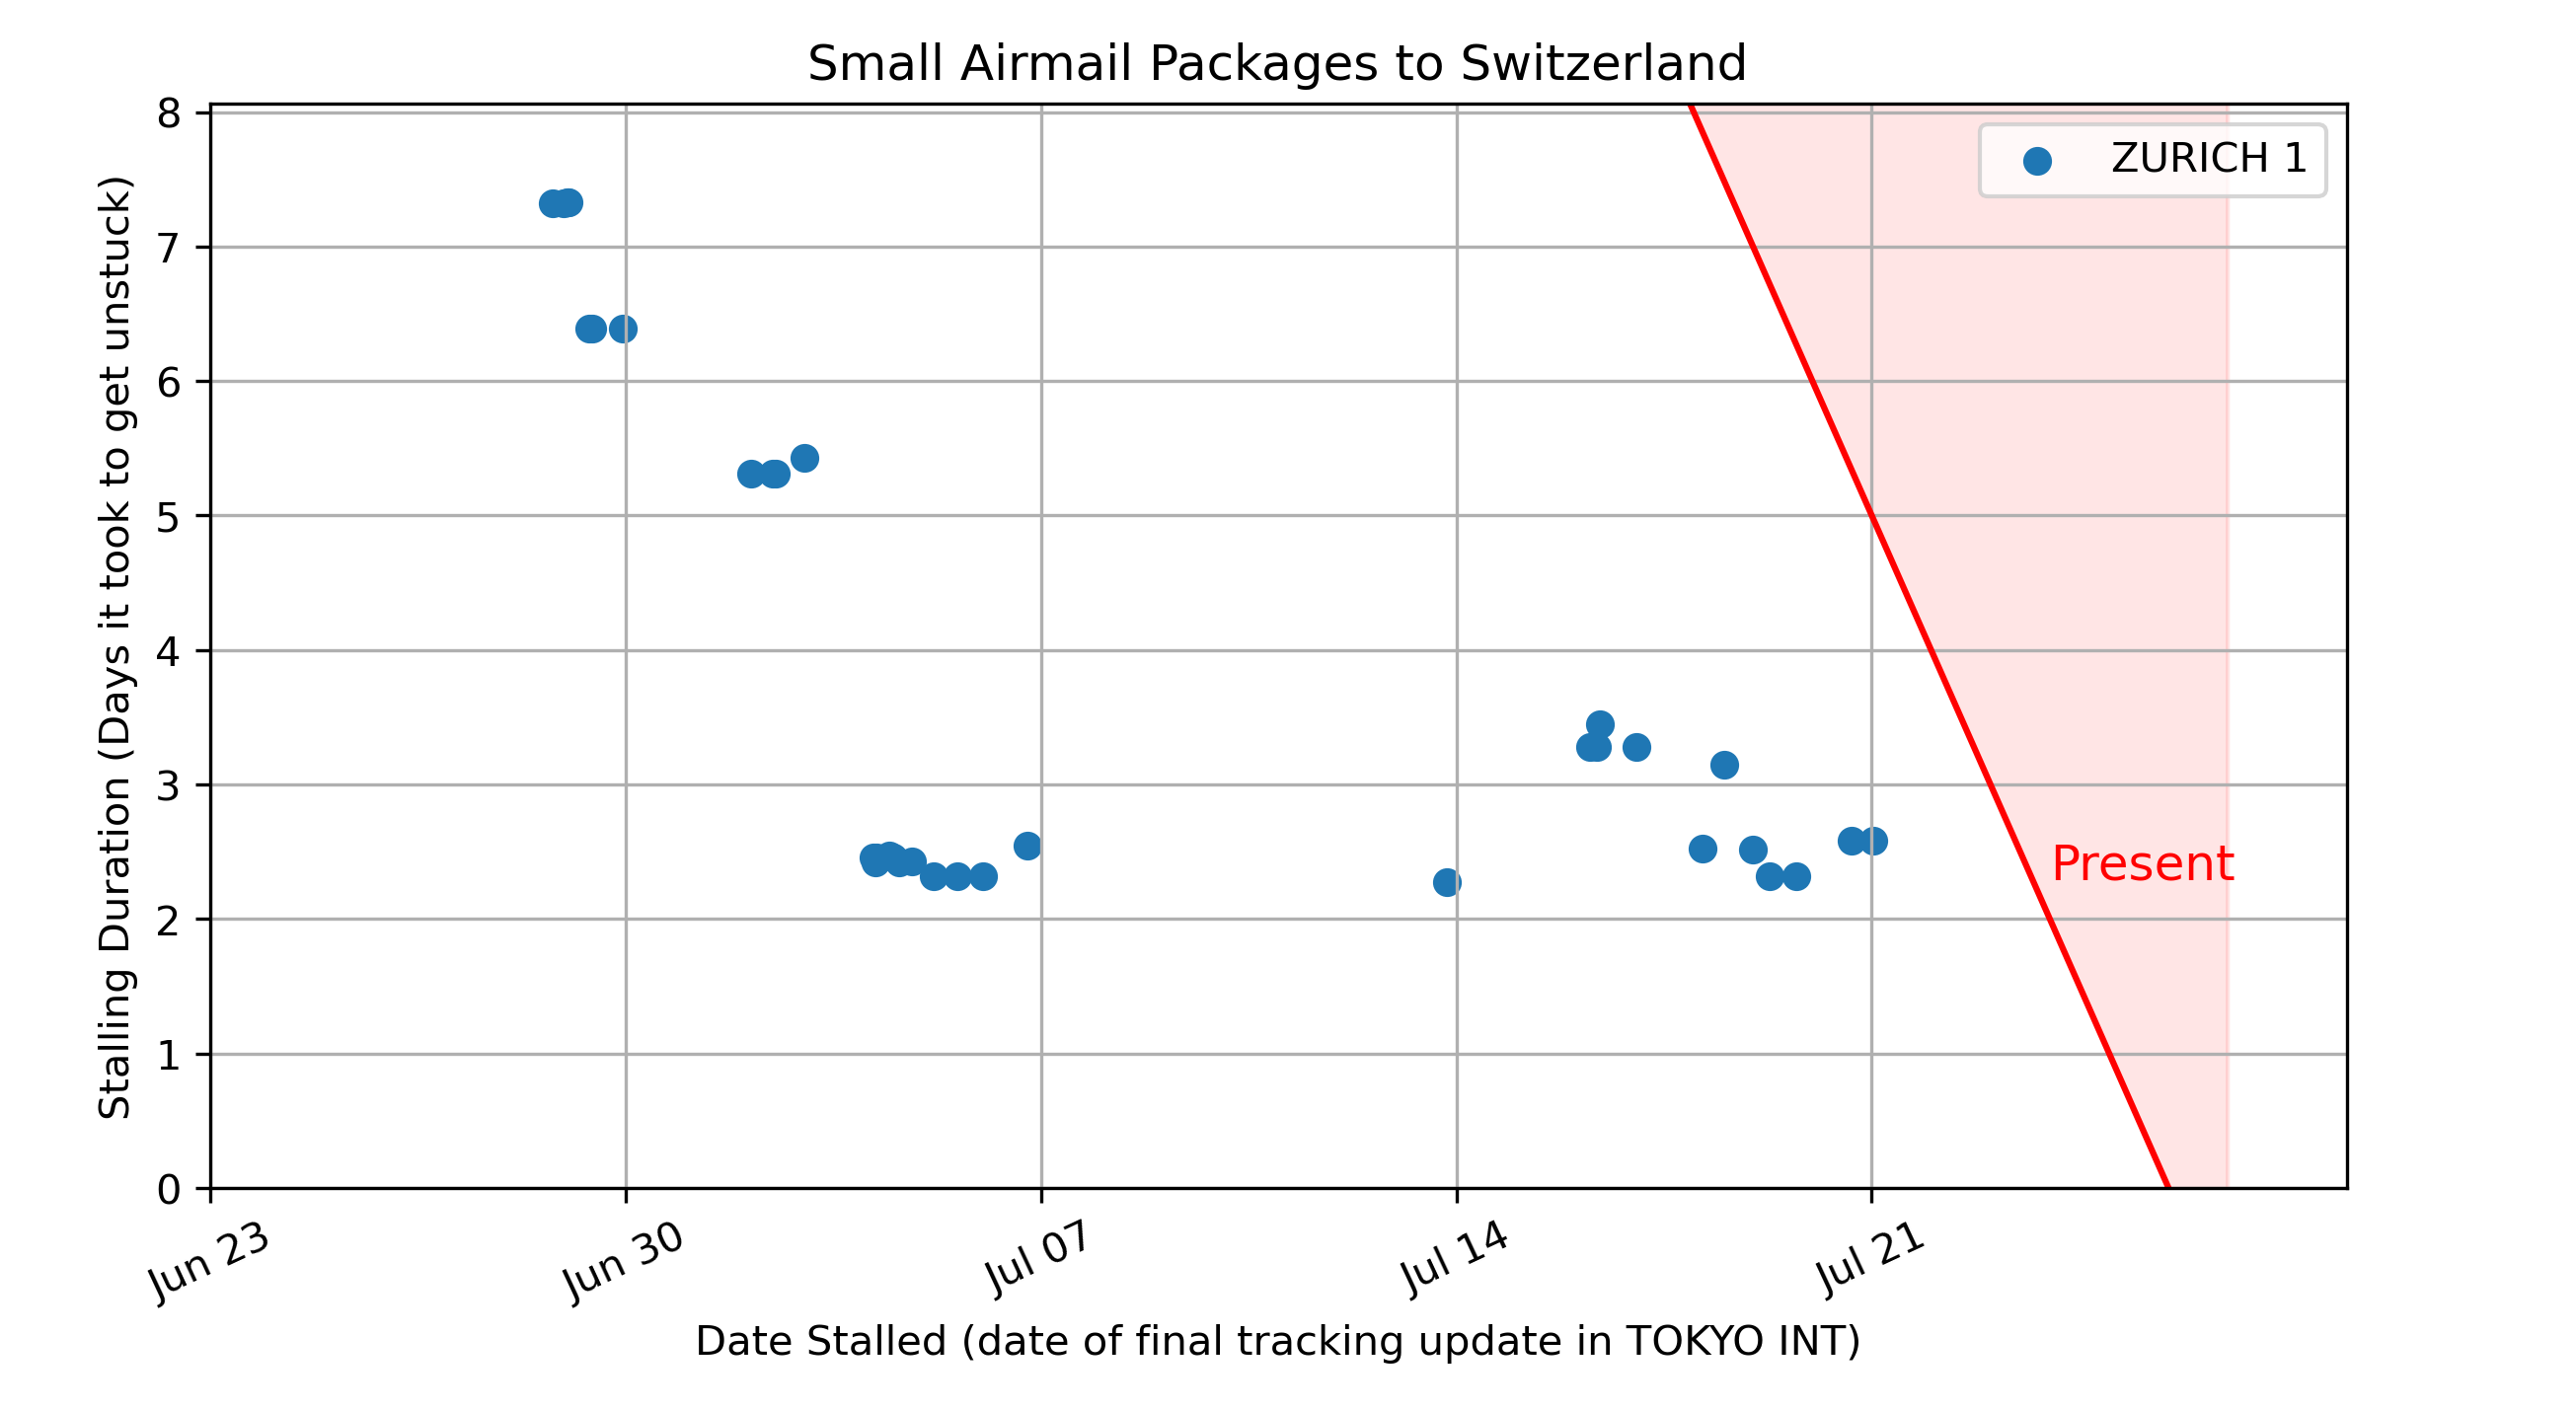 Small Airmail Packages to Switzerland
Stalling Duration (Days it took to get unstuck)
8
7
6
5
4
3
2
1
0
ZURICH 1
Present
Jun 23
Jun 30
Jul 07
Jul 14
Jul 21
Date Stalled (date of final tracking update in TOKYO INT)